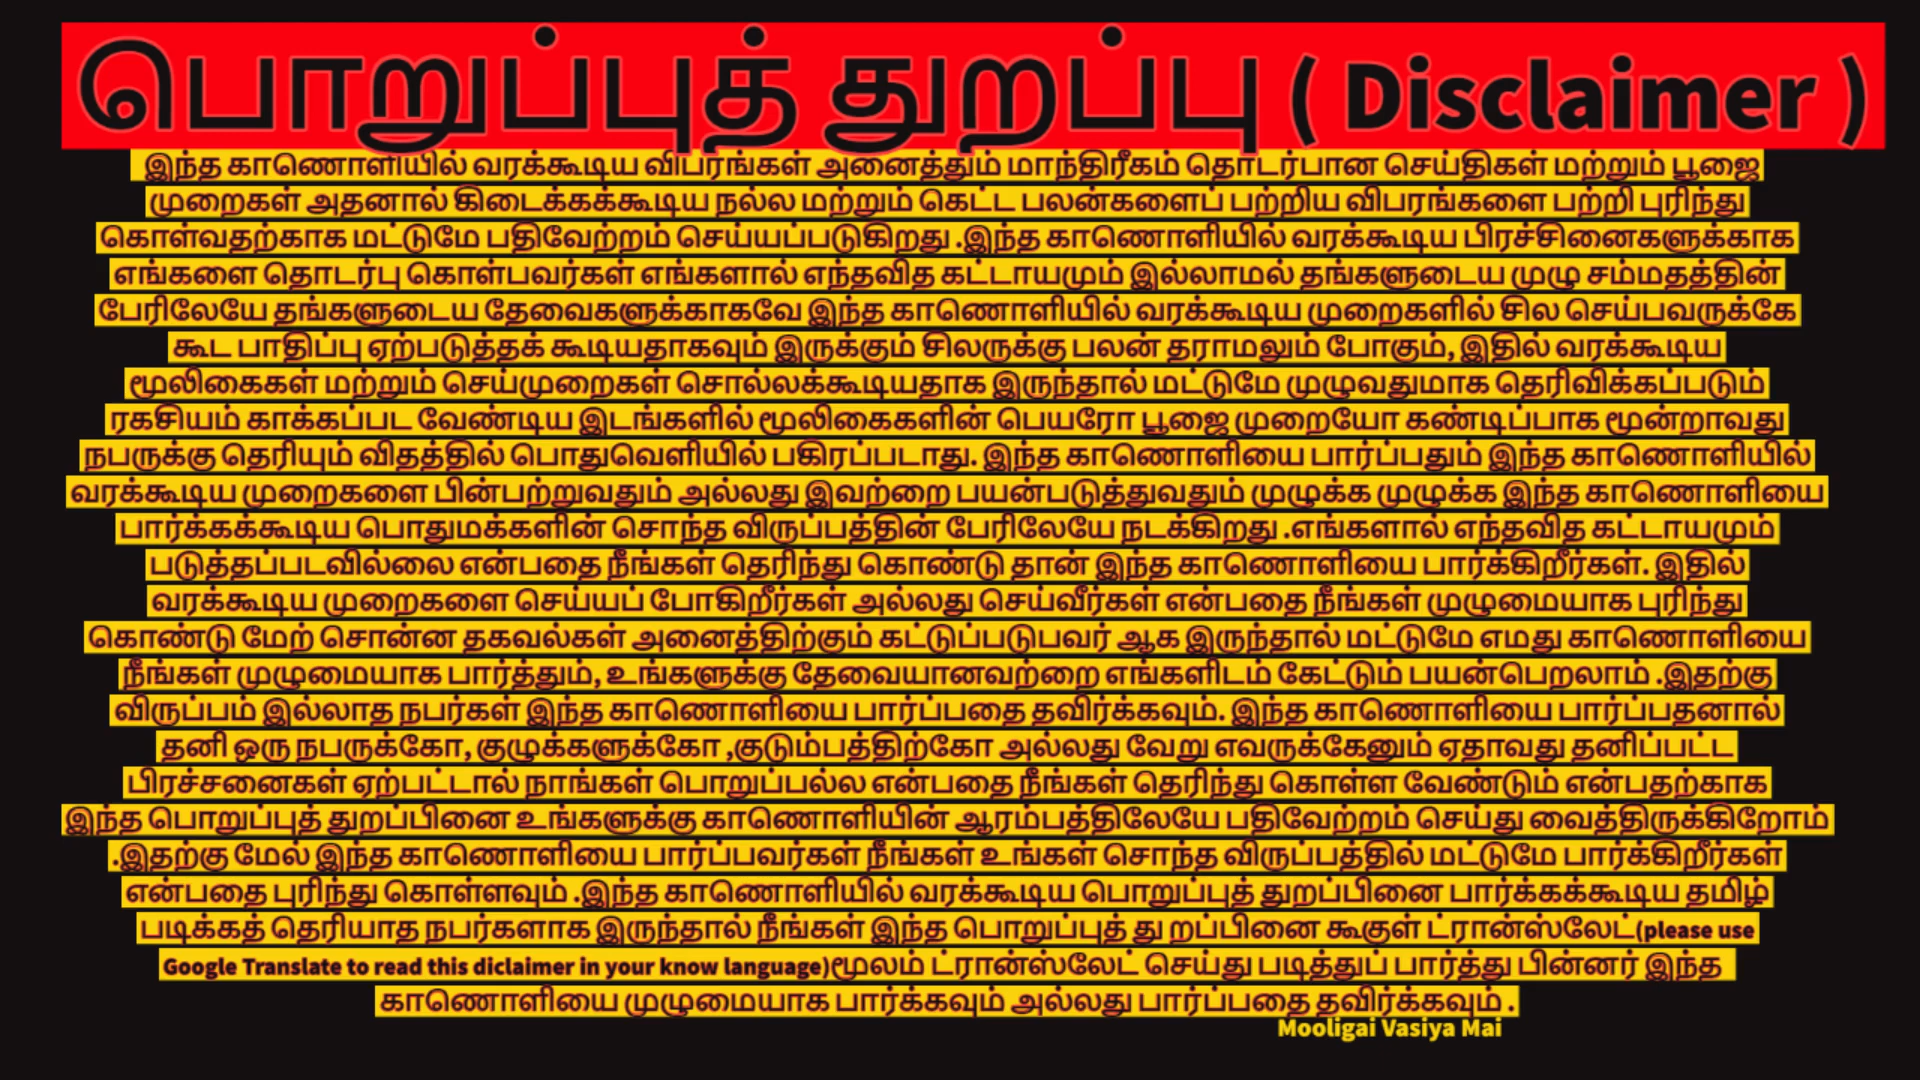 பொறுப்புத் துறப்பு ( Disclaimer )
இந்த காணொளியில் வரக்கூடிய விபரங்கள் அனைத்தும் மாந்திரீகம் தொடர்பான செய்திகள் மற்றும் பூஜை
முறைகள் அதனால் கிடைக்கக்கூடிய நல்ல மற்றும் கெட்ட பலன்களைப் பற்றிய விபரங்களை பற்றி புரிந்து
கொள்வதற்காக மட்டுமே பதிவேற்றம் செய்யப்படுகிறது .இந்த காணொளியில் வரக்கூடிய பிரச்சினைகளுக்காக
எங்களை தொடர்பு கொள்பவர்கள் எங்களால் எந்தவித கட்டாயமும் இல்லாமல் தங்களுடைய முழு சம்மதத்தின்
பேரிலேயே தங்களுடைய தேவைகளுக்காகவே இந்த காணொளியில் வரக்கூடிய முறைகளில் சில செய்பவருக்கே
கூட பாதிப்பு ஏற்படுத்தக் கூடியதாகவும் இருக்கும் சிலருக்கு பலன் தராமலும் போகும், இதில் வரக்கூடிய
மூலிகைகள் மற்றும் செய்முறைகள் சொல்லக்கூடியதாக இருந்தால் மட்டுமே முழுவதுமாக தெரிவிக்கப்படும்
ரகசியம் காக்கப்பட வேண்டிய இடங்களில் மூலிகைகளின் பெயரோ பூஜை முறையோ கண்டிப்பாக மூன்றாவது
நபருக்கு தெரியும் விதத்தில் பொதுவெளியில் பகிரப்படாது. இந்த காணொளியை பார்ப்பதும் இந்த காணொளியில்
வரக்கூடிய முறைகளை பின்பற்றுவதும் அல்லது இவற்றை பயன்படுத்துவதும் முழுக்க முழுக்க இந்த காணொளியை
பார்க்கக்கூடிய பொதுமக்களின் சொந்த விருப்பத்தின் பேரிலேயே நடக்கிறது .எங்களால் எந்தவித கட்டாயமும்
படுத்தப்படவில்லை என்பதை நீங்கள் தெரிந்து கொண்டு தான் இந்த காணொளியை பார்க்கிறீர்கள். இதில்
வரக்கூடிய முறைகளை செய்யப் போகிறீர்கள் அல்லது செய்வீர்கள் என்பதை நீங்கள் முழுமையாக புரிந்து
கொண்டு மேற் சொன்ன தகவல்கள் அனைத்திற்கும் கட்டுப்படுபவர் ஆக இருந்தால் மட்டுமே எமது காணொளியை
நீங்கள் முழுமையாக பார்த்தும், உங்களுக்கு தேவையானவற்றை எங்களிடம் கேட்டும் பயன்பெறலாம் .இதற்கு
விருப்பம் இல்லாத நபர்கள் இந்த காணொளியை பார்ப்பதை தவிர்க்கவும். இந்த காணொளியை பார்ப்பதனால்
தனி ஒரு நபருக்கோ, குழுக்களுக்கோ ,குடும்பத்திற்கோ அல்லது வேறு எவருக்கேனும் ஏதாவது தனிப்பட்ட
பிரச்சனைகள் ஏற்பட்டால் நாங்கள் பொறுப்பல்ல என்பதை நீங்கள் தெரிந்து கொள்ள வேண்டும் என்பதற்காக
இந்த பொறுப்புத் துறப்பினை உங்களுக்கு காணொளியின் ஆரம்பத்திலேயே பதிவேற்றம் செய்து வைத்திருக்கிறோம்
.இதற்கு மேல் இந்த காணொளியை பார்ப்பவர்கள் நீங்கள் உங்கள் சொந்த விருப்பத்தில் மட்டுமே பார்க்கிறீர்கள்
என்பதை புரிந்து கொள்ளவும் .இந்த காணொளியில் வரக்கூடிய பொறுப்புத் துறப்பினை பார்க்கக்கூடிய தமிழ்
படிக்கத் தெரியாத நபர்களாக இருந்தால் நீங்கள் இந்த பொறுப்புத் து றப்பினை கூகுள் ட்ரான்ஸ்லேட்(please use
Google Translate to read this diclaimer in your know language)மூலம் ட்ரான்ஸ்லேட் செய்து படித்துப் பார்த்து பின்னர் இந்த
காணொளியை முழுமையாக பார்க்கவும் அல்லது பார்ப்பதை தவிர்க்கவும் .
Mooligai Vasiya Mai